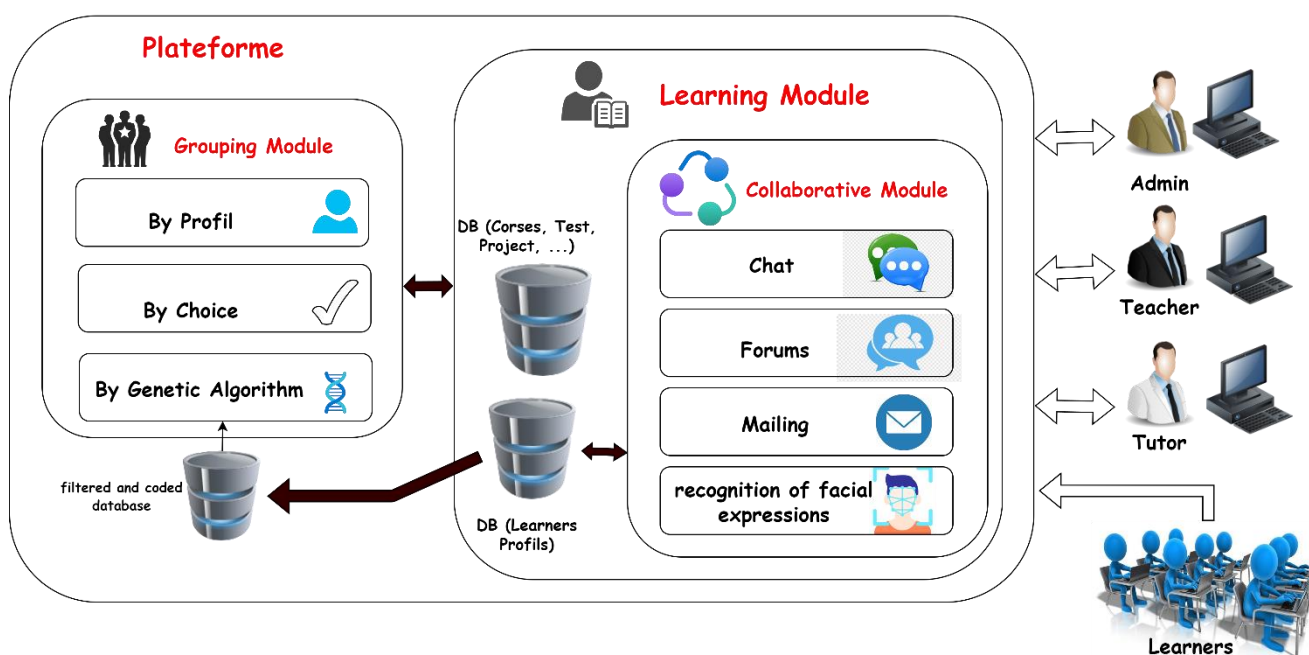 Plateforme
Grouping Module
By Profil
By Choice
By Genetic Algorithm
filtered and coded
database
Learning Module
DB (Corses, Test,
Project, ...)
DB (Learners
Profils)
Collaborative Module
Chat
Forums
Mailing
recognition of facial
expressions
Admin
Teacher
Tutor
Learners